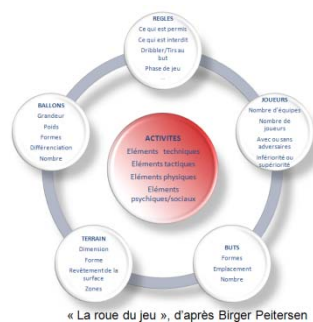 REGLES
Ce qui est permis
Ce qui est interdit
Dribbler/Tirs au
but
Phase de jeu
JOUEURS
Nombre d'équipes
Nombre de
joueurs
Avec ou sans
adversaires
Infériorité ou
supériorité
BUTS
Formes
Emplacement
Nombre
TERRAIN
Dimension
Forme
Revêtement de la
surface
Zones
BALLONS
Grandeur
Poids
Formes
Différenciation
Nombre
ACTIVITES
Eléments techniques
Eléments tactiques
Eléments physiques
Eléments
psychiques/sociaux
« La roue du jeu », d'après Birger Peitersen